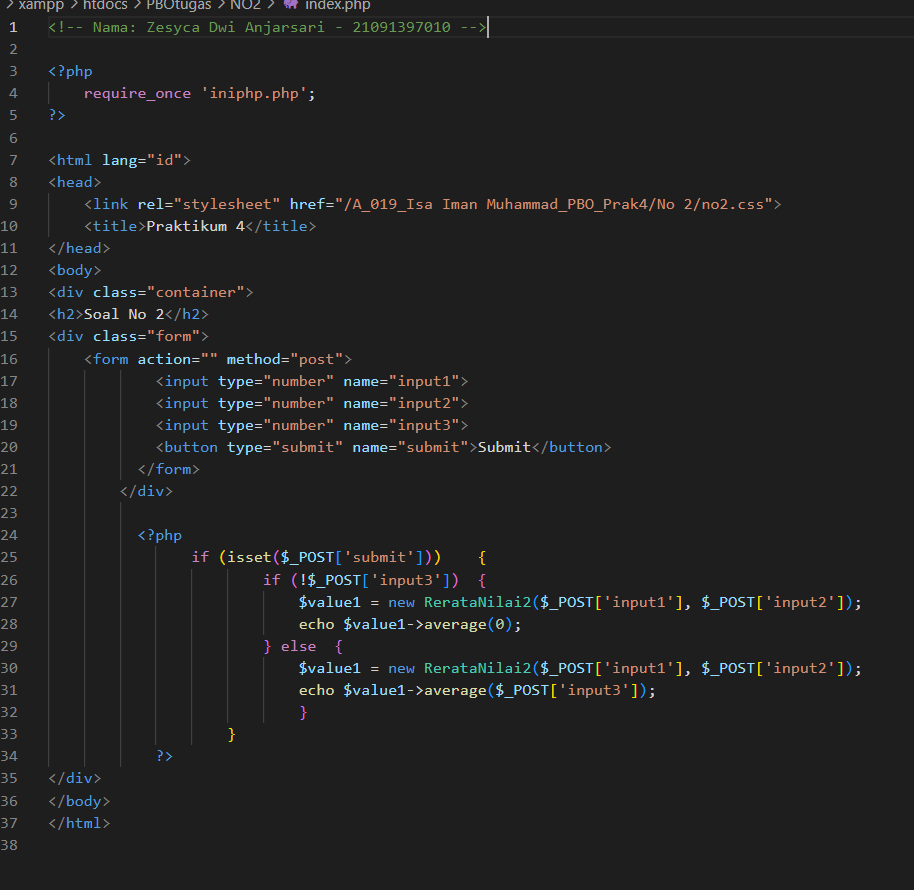 > xampp > htdocs > PBOtugas > NO2 > index.php
1 <!-- Nama: Zesyca Dwi Anjarsari - 21091397010 -->
2
3 <?php
4     require_once 'iniphp.php';
5 ?>
6
7 <html lang="id">
8 <head>
9     <link rel="stylesheet" href="/A_019_Isa Iman Muhammad_PBO_Prak4/No 2/no2.css">
10     <title>Praktikum 4</title>
11 </head>
12 <body>
13 <div class="container">
14 <h2>Soal No 2</h2>
15 <div class="form">
16     <form action="" method="post">
17             <input type="number" name="input1">
18             <input type="number" name="input2">
19             <input type="number" name="input3">
20             <button type="submit" name="submit">Submit</button>
21           </form>
22         </div>
23
24           <?php
25                 if (isset($_POST['submit']))    {
26                         if (!$_POST['input3'])  {
27                             $value1 = new RerataNilai2($_POST['input1'], $_POST['input2']);
28                             echo $value1->average(0);
29                         } else  {
30                             $value1 = new RerataNilai2($_POST['input1'], $_POST['input2']);
31                             echo $value1->average($_POST['input3']);
32                             }
33                     }
34             ?>
35 </div>
36 </body>
37 </html>
38